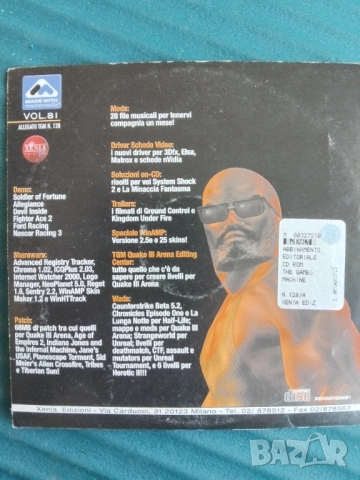 MADE WITH
MACROMEDIA
VOL.81
ALLEGATO TGM N. 128
XENIA
Demo:
Soldier of Fortune
Allegiance
Devil Inside
Fighter Ace 2
Ford Racing
Nascar Racing 3
Shareware:
Advanced Registry Tracker,
Chroma 1.02, ICQPlus 2.03,
Internet Watcher 2000, Logo
Manager, NeoPlanet 5.0, Regot
1.6, Sentry 2.2, WinAMP Skin
Maker 1.2 e WinHTTrack
Patch:
68MB di patch tra cui quelli
per Quake III Arena, Age of
Empires 2, Indiana Jones and
the Infernal Machine, Jane's
USAF, Planescape Torment, Sid
Meier's Alien Crossfire, Tribes
e Tiberian Sun!
Mods:
28 file musicali per tenervi
compagnia un mese!
Driver Schede Video:
I nuovi driver per 3Dfx, Elsa,
Matrox e schede nVidia
Soluzioni on-CD:
risolti per voi System Shock
2 e La Minaccia Fantasma
Trailers:
I filmati di Ground Control e
Kingdom Under Fire
Speciale WinAMP:
Versione 2.5e e 25 skins!
TGM Quake III Arena Editing
Center:
tutto quello che c'è da
sapere per creare livelli per
Quake III Arena!
Wads:
Counterstrike Beta 5.2,
Chronicles Episode One e La
Lunga Notte per Half-Life;
mappe e mods per Quake III
Arena; Strangeworld per
Unreal; livelli per
deathmatch, CTF, assault e
mutators per Unreal
Tournament, e 6 livelli per
Heretic II!!!
ABBINAMENTO
EDITORIALE
CD ROM
THE GAMES
MACHINE
N.128/A
XENIA EDIZ
COMPACT
disc
Xenia Edizioni - Via Carducci, 31 20123 Milano - Tel. 02/ 878512 - Fax 02/878567
bazar.bg